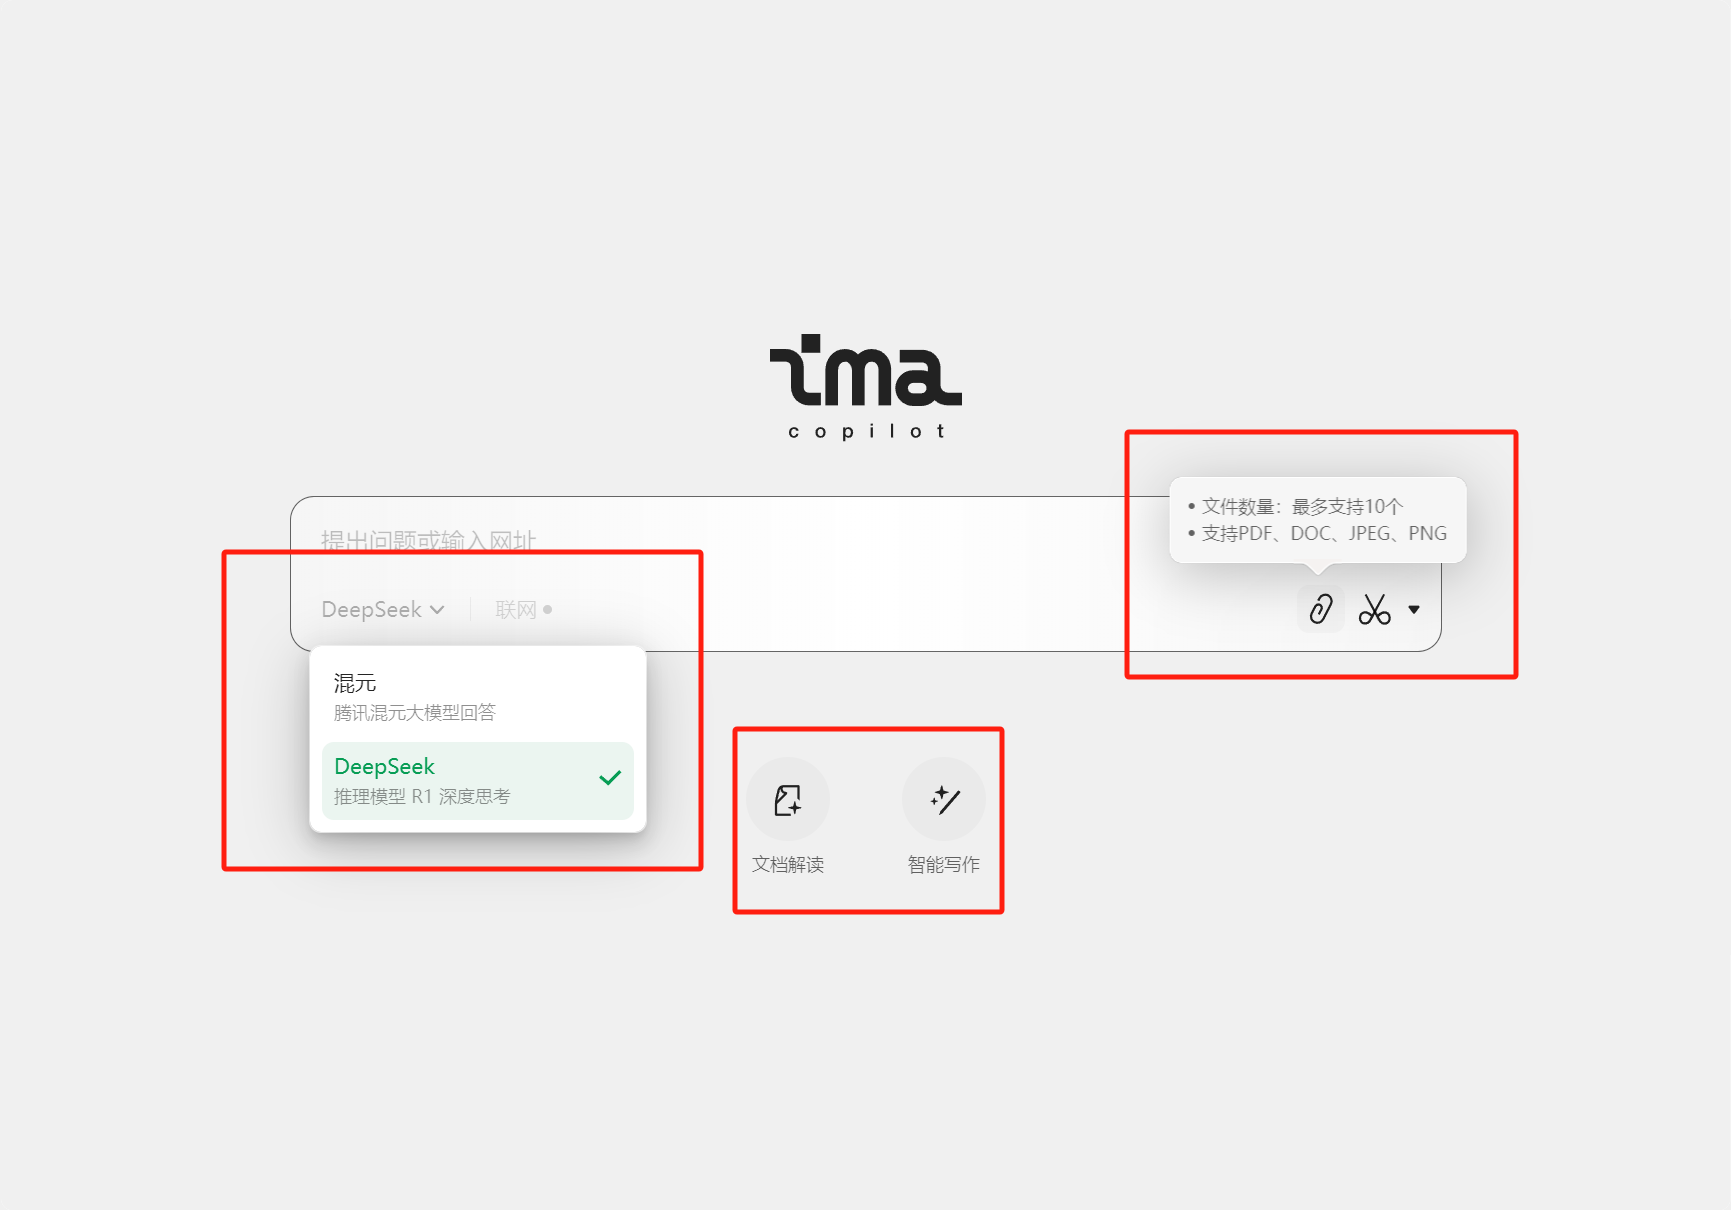 ima
copilot
提出问题或输入网址
• 文件数量：最多支持10个
• 支持PDF、DOC、JPEG、PNG
DeepSeek
联网
混元
腾讯混元大模型回答
DeepSeek
推理模型 R1 深度思考
文档解读
智能写作